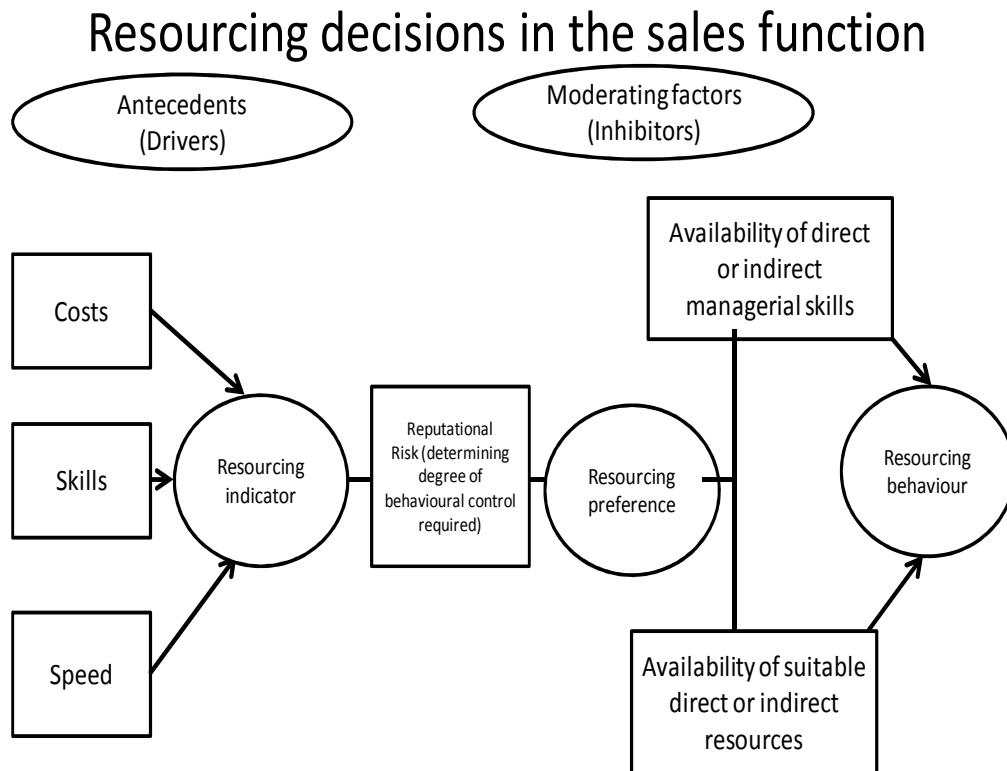 Resourcing decisions in the sales function
Antecedents
(Drivers)
Moderating factors
(Inhibitors)
Availability of direct
or indirect
managerial skills
Costs
Skills
Speed
Resourcing
indicator
Reputational
Risk (determining
degree of
behavioural control
required)
Resourcing
preference
Resourcing
behaviour
Availability of suitable
direct or indirect
resources